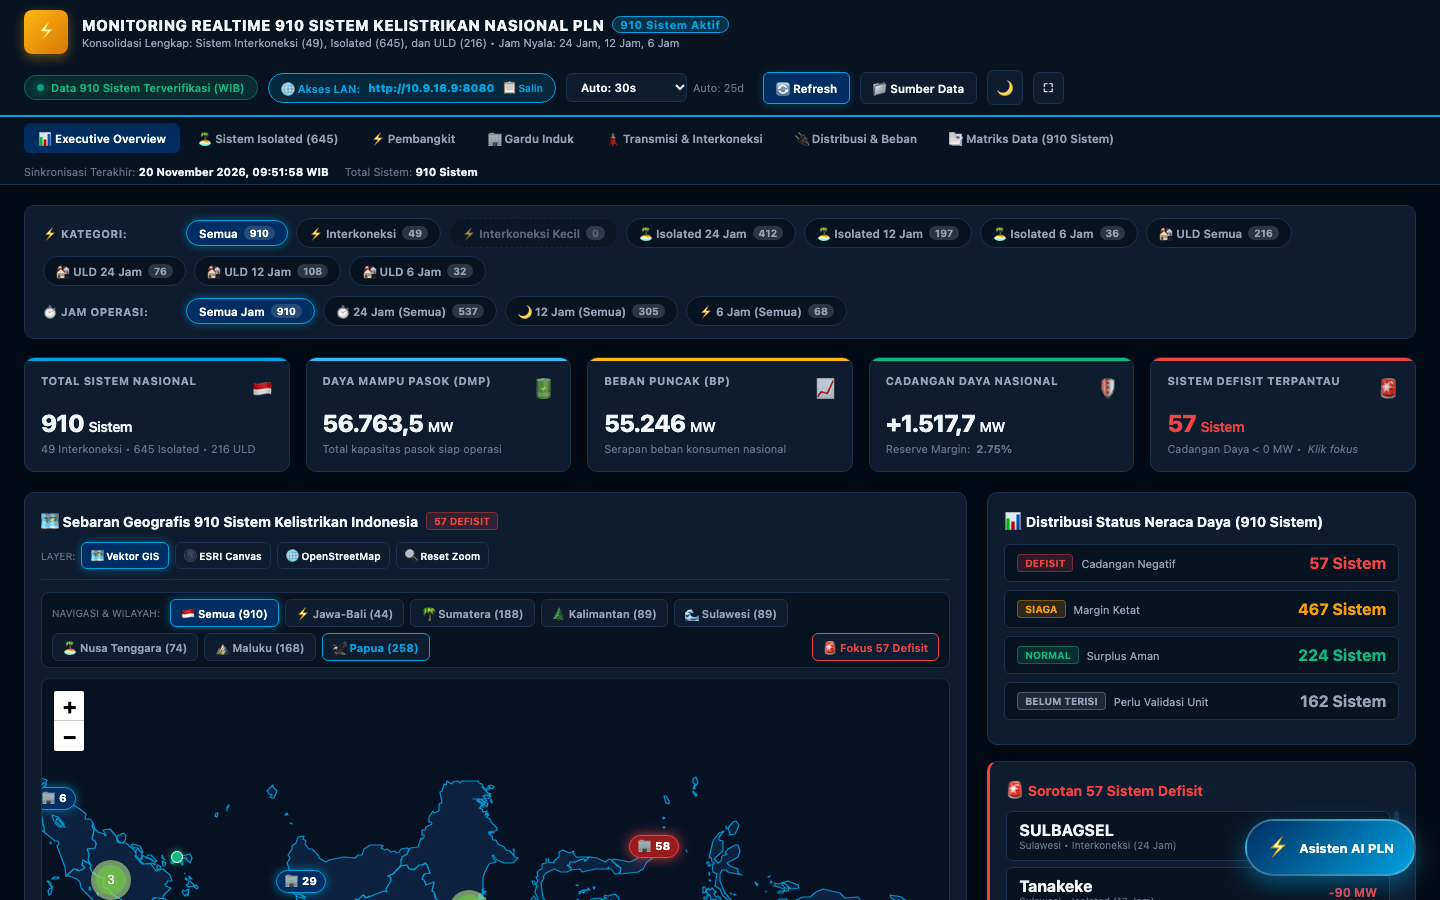 MONITORING REALTIME 910 SISTEM KELISTRIKAN NASIONAL PLN 910 Sistem Aktif
Konsolidasi Lengkap: Sistem Interkoneksi (49), Isolated (645), dan ULD (216) • Jam Nyala: 24 Jam, 12 Jam, 6 Jam
Data 910 Sistem Terverifikasi (WIB) Akses LAN: http://10.9.16.9:8080 Salin Auto: 30s Auto: 25d Refresh Sumber Data
Executive Overview Sistem Isolated (645) Pembangkit Gardu Induk Transmisi & Interkoneksi Distribusi & Beban Matriks Data (910 Sistem)
Sinkronisasi Terakhir: 20 November 2026, 09:51:58 WIB Total Sistem: 910 Sistem
KATEGORI: Semua 910 Interkoneksi 49 Interkoneksi Kecil 0 Isolated 24 Jam 412 Isolated 12 Jam 197 Isolated 6 Jam 36 ULD Semua 216
ULD 24 Jam 76 ULD 12 Jam 108 ULD 6 Jam 32
JAM OPERASI: Semua Jam 910 24 Jam (Semua) 537 12 Jam (Semua) 305 6 Jam (Semua) 68
TOTAL SISTEM NASIONAL
910 Sistem
49 Interkoneksi • 645 Isolated • 216 ULD
DAYA MAMPU PASOK (DMP)
56.763,5 MW
Total kapasitas pasok siap operasi
BEBAN PUNCAK (BP)
55.246 MW
Serapan beban konsumen nasional
CADANGAN DAYA NASIONAL
+1.517,7 MW
Reserve Margin: 2.75%
SISTEM DEFISIT TERPANTAU
57 Sistem
Cadangan Daya < 0 MW • Klik fokus
Sebaran Geografis 910 Sistem Kelistrikan Indonesia 57 DEFISIT
LAYER: Vektor GIS ESRI Canvas OpenStreetMap Reset Zoom
NAVIGASI & WILAYAH: Semua (910) Jawa-Bali (44) Sumatera (188) Kalimantan (89) Sulawesi (89)
Nusa Tenggara (74) Maluku (168) Papua (258) Fokus 57 Defisit
+
−
6
58
3
29
Distribusi Status Neraca Daya (910 Sistem)
DEFISIT Cadangan Negatif 57 Sistem
SIAGA Margin Ketat 467 Sistem
NORMAL Surplus Aman 224 Sistem
BELUM TERISI Perlu Validasi Unit 162 Sistem
Sorotan 57 Sistem Defisit
SULBAGSEL
Sulawesi • Interkoneksi (24 Jam)
Asisten AI PLN
Tanakeke -90 MW